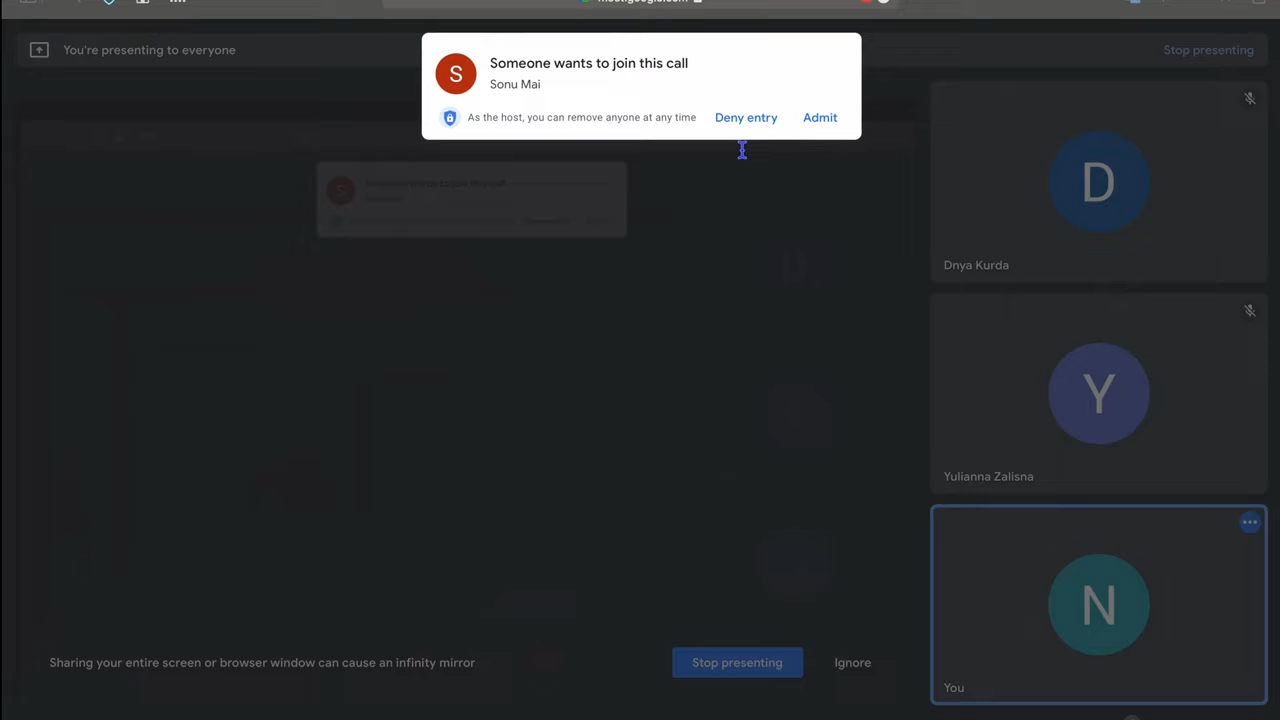 You're presenting to everyone
Stop presenting
S
Someone wants to join this call
Sonu Mai
As the host, you can remove anyone at any time
Deny entry
Admit
D
Dnya Kurda
Y
Yulianna Zalisna
N
You
Sharing your entire screen or browser window can cause an infinity mirror
Stop presenting
Ignore